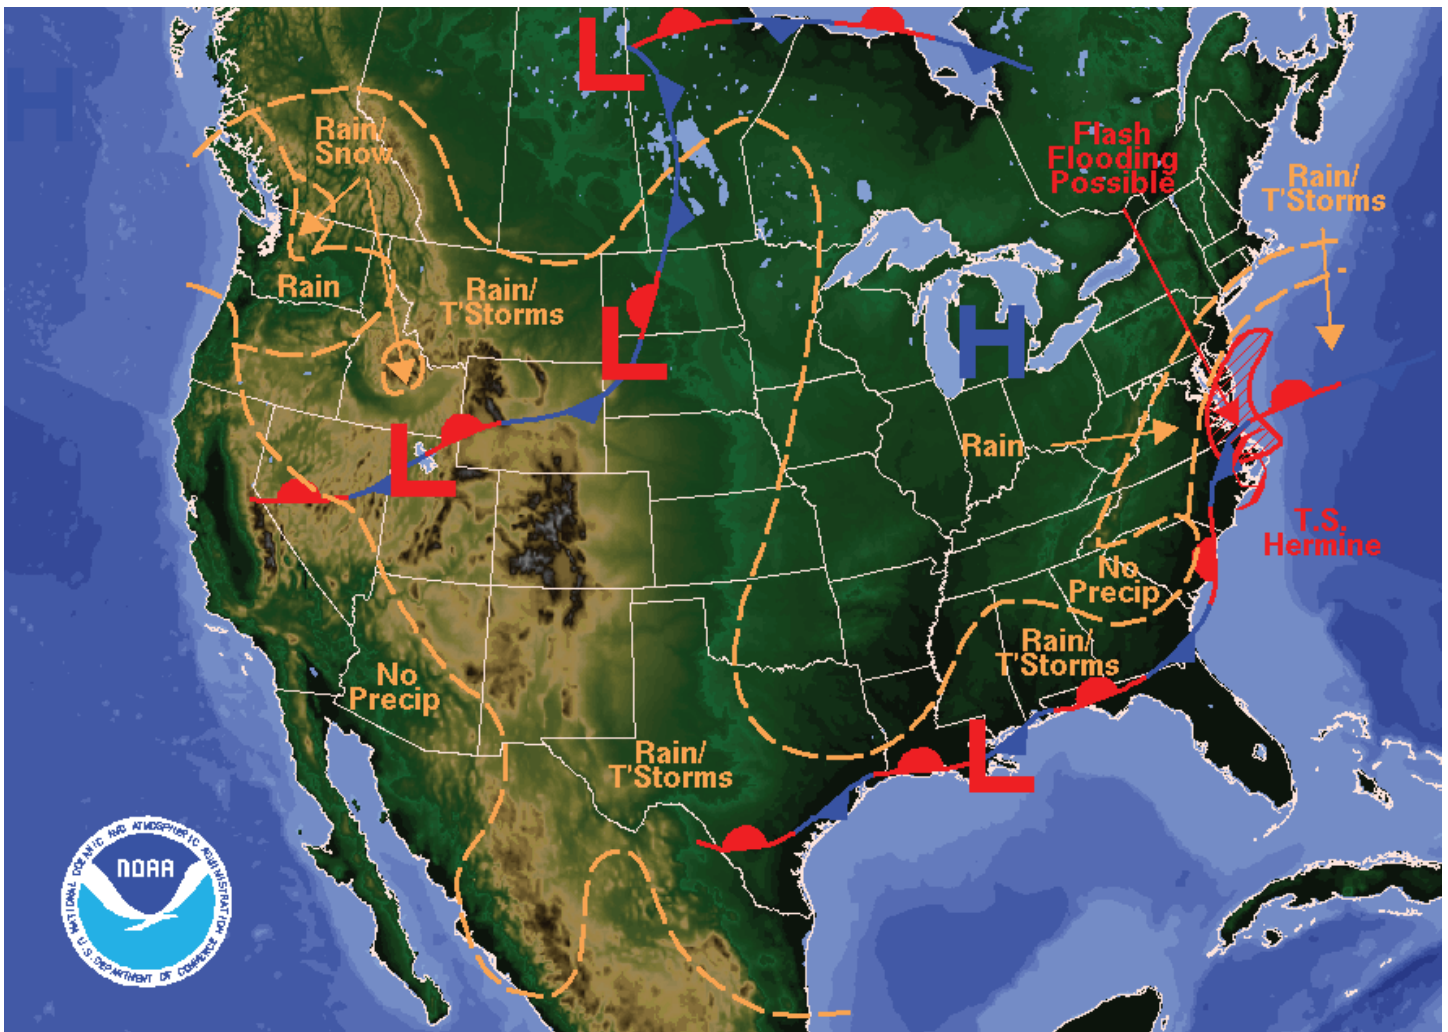 H
L
Rain/
Snow
Flash
Flooding
Possible
Rain/
T'Storms
Rain
Rain/
T'Storms
L
H
L
Rain
T.S.
Hermine
No
Precip
Rain/
T'Storms
No
Precip
Rain/
T'Storms
L
NATIONAL OCEANIC AND ATMOSPHERIC ADMINISTRATION
NOAA
U.S. DEPARTMENT OF COMMERCE